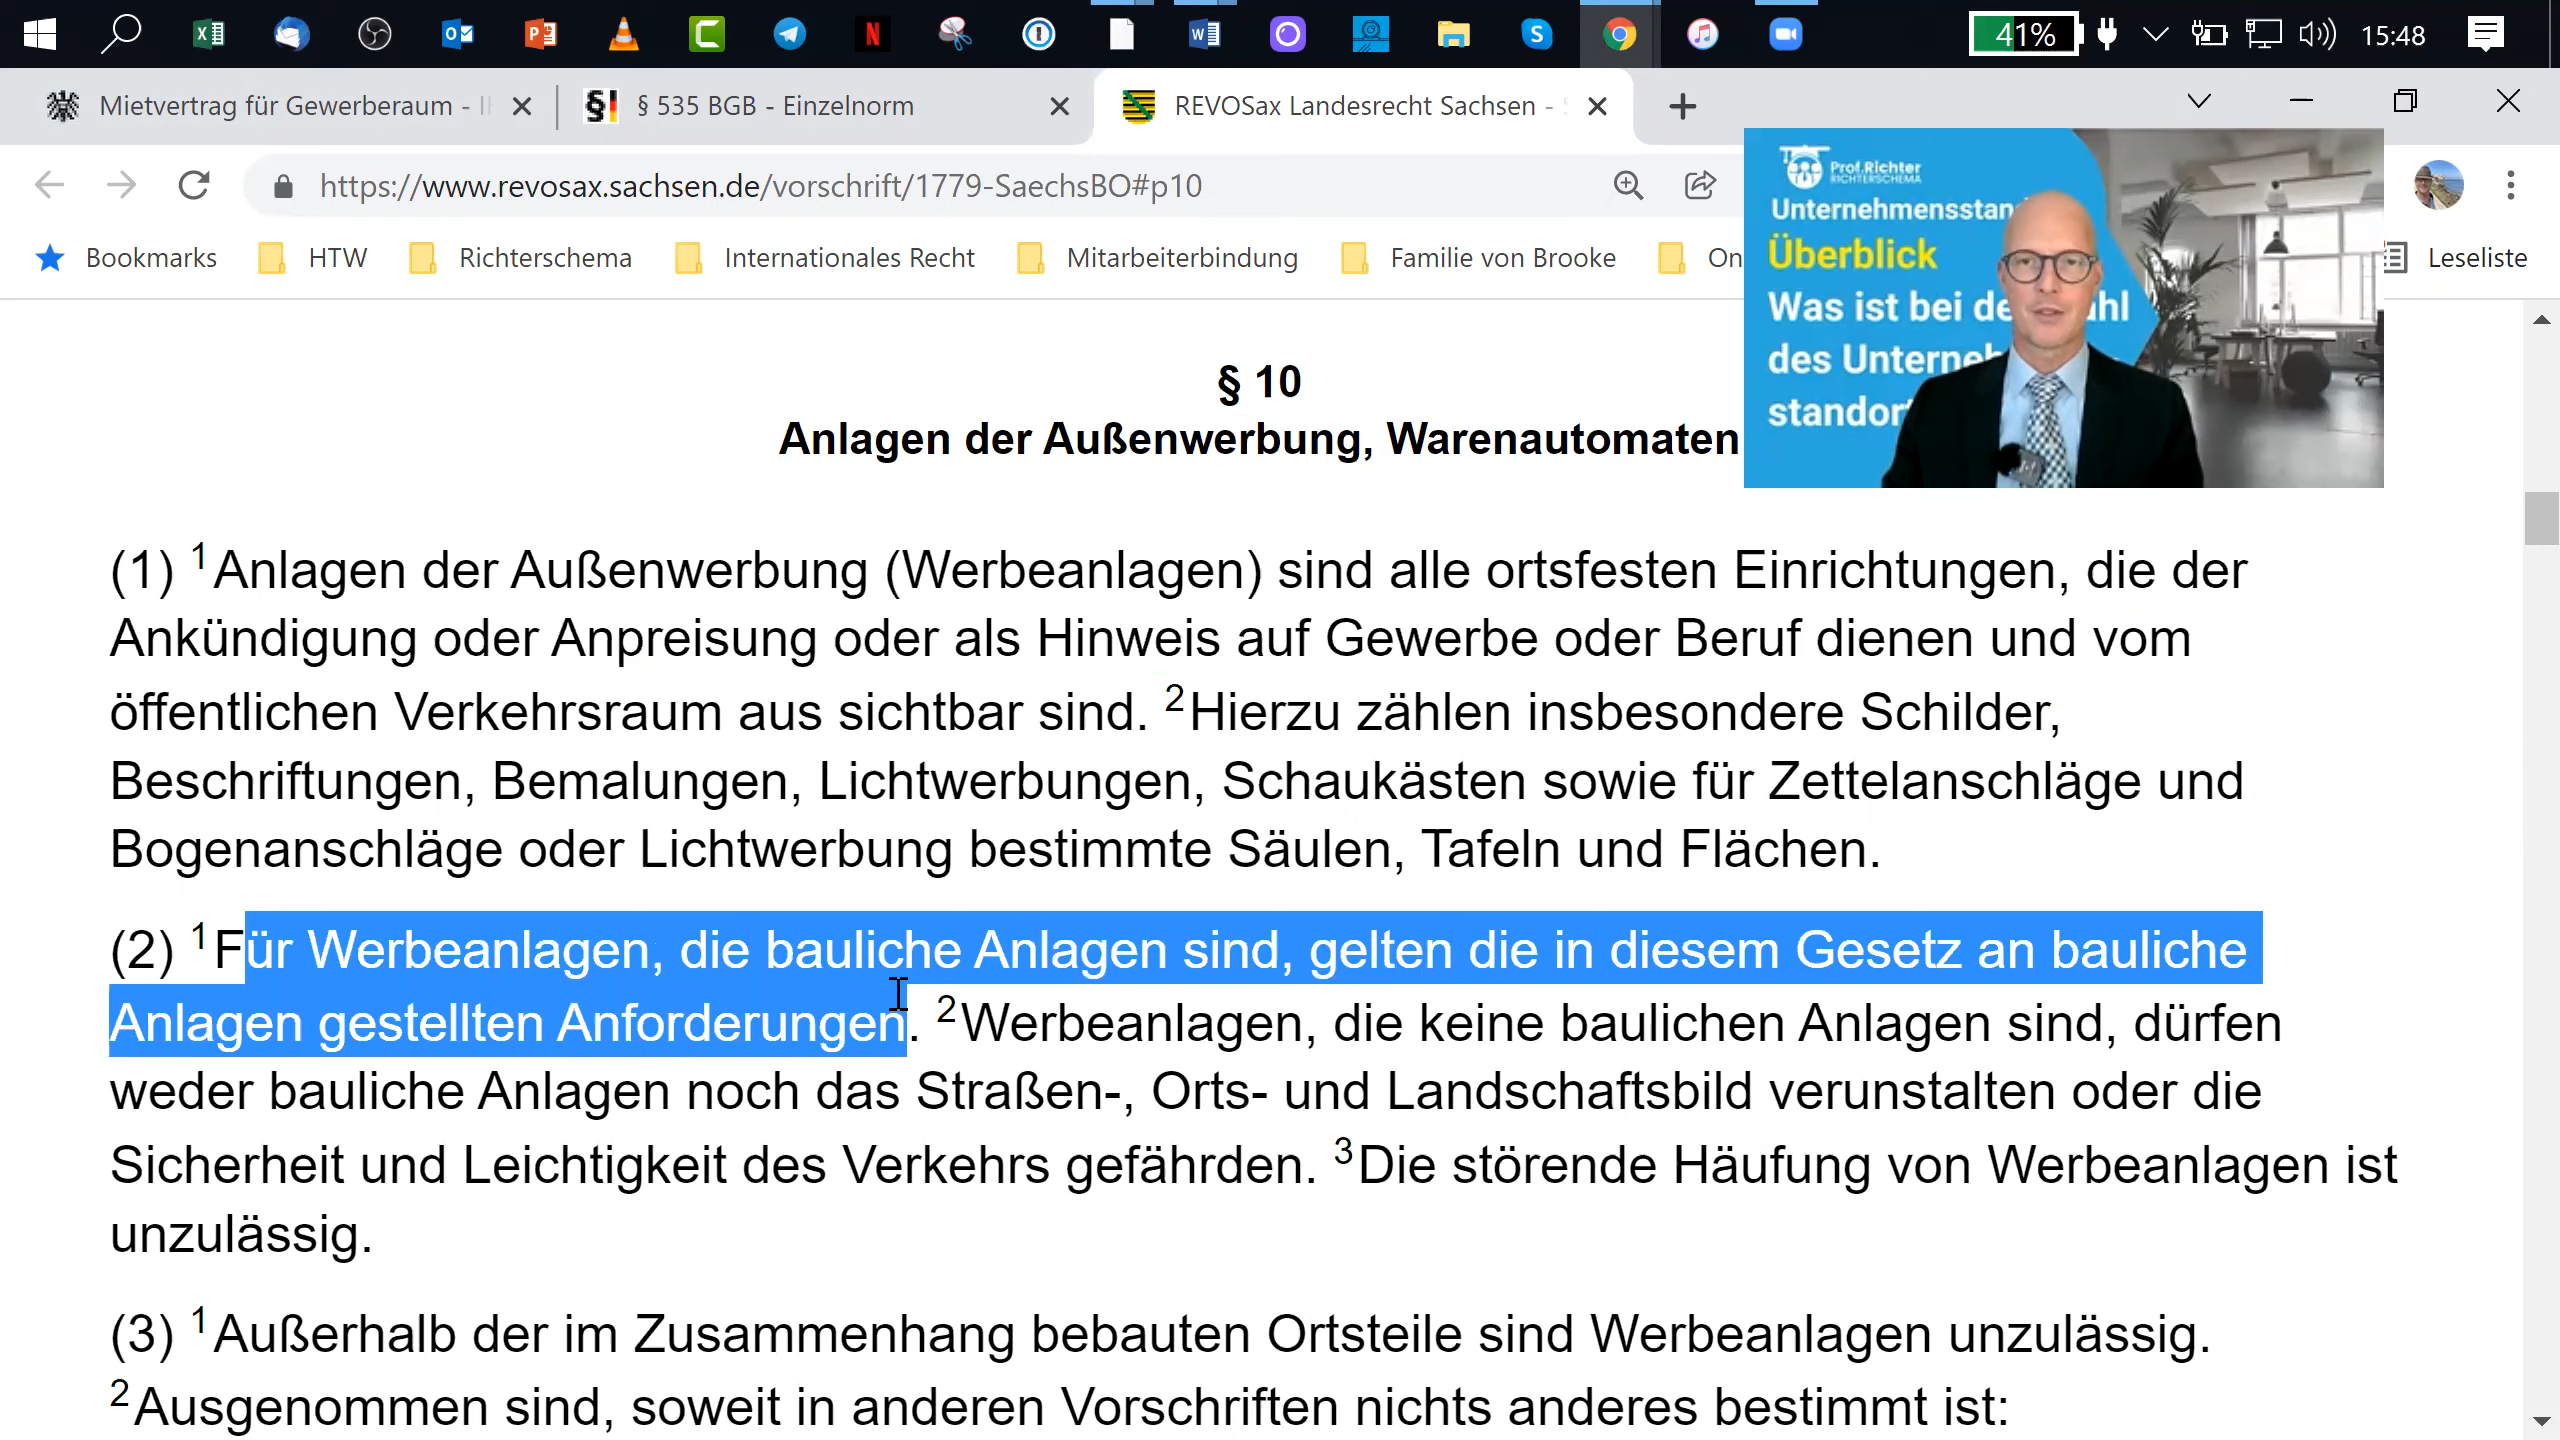 41%
15:48
Mietvertrag für Gewerberaum -
§ 535 BGB - Einzelnorm
REVOSax Landesrecht Sachsen -
https://www.revosax.sachsen.de/vorschrift/1779-SaechsBO#p10
Bookmarks
HTW
Richterschema
Internationales Recht
Mitarbeiterbindung
Familie von Brooke
On
Leseliste
Prof.Richter
RICHTERSCHEMA
Unternehmensstan
Überblick
Was ist bei de hl
des Unterne
standor
§ 10
Anlagen der Außenwerbung, Warenautomaten
(1) ¹Anlagen der Außenwerbung (Werbeanlagen) sind alle ortsfesten Einrichtungen, die der
Ankündigung oder Anpreisung oder als Hinweis auf Gewerbe oder Beruf dienen und vom
öffentlichen Verkehrsraum aus sichtbar sind. ²Hierzu zählen insbesondere Schilder,
Beschriftungen, Bemalungen, Lichtwerbungen, Schaukästen sowie für Zettelanschläge und
Bogenanschläge oder Lichtwerbung bestimmte Säulen, Tafeln und Flächen.
(2) ¹Für Werbeanlagen, die bauliche Anlagen sind, gelten die in diesem Gesetz an bauliche
Anlagen gestellten Anforderungen. ²Werbeanlagen, die keine baulichen Anlagen sind, dürfen
weder bauliche Anlagen noch das Straßen-, Orts- und Landschaftsbild verunstalten oder die
Sicherheit und Leichtigkeit des Verkehrs gefährden. ³Die störende Häufung von Werbeanlagen ist
unzulässig.
(3) ¹Außerhalb der im Zusammenhang bebauten Ortsteile sind Werbeanlagen unzulässig.
²Ausgenommen sind, soweit in anderen Vorschriften nichts anderes bestimmt ist: